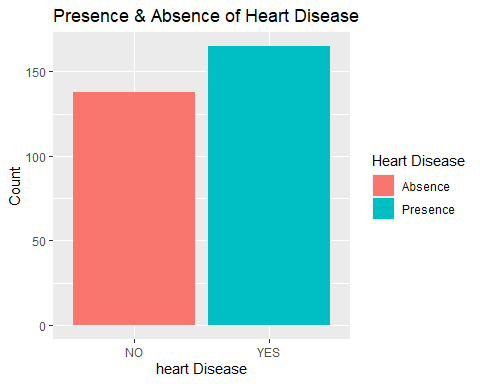 Presence & Absence of Heart Disease
Count
150
100
50
0
NO
YES
heart Disease
Heart Disease
Absence
Presence